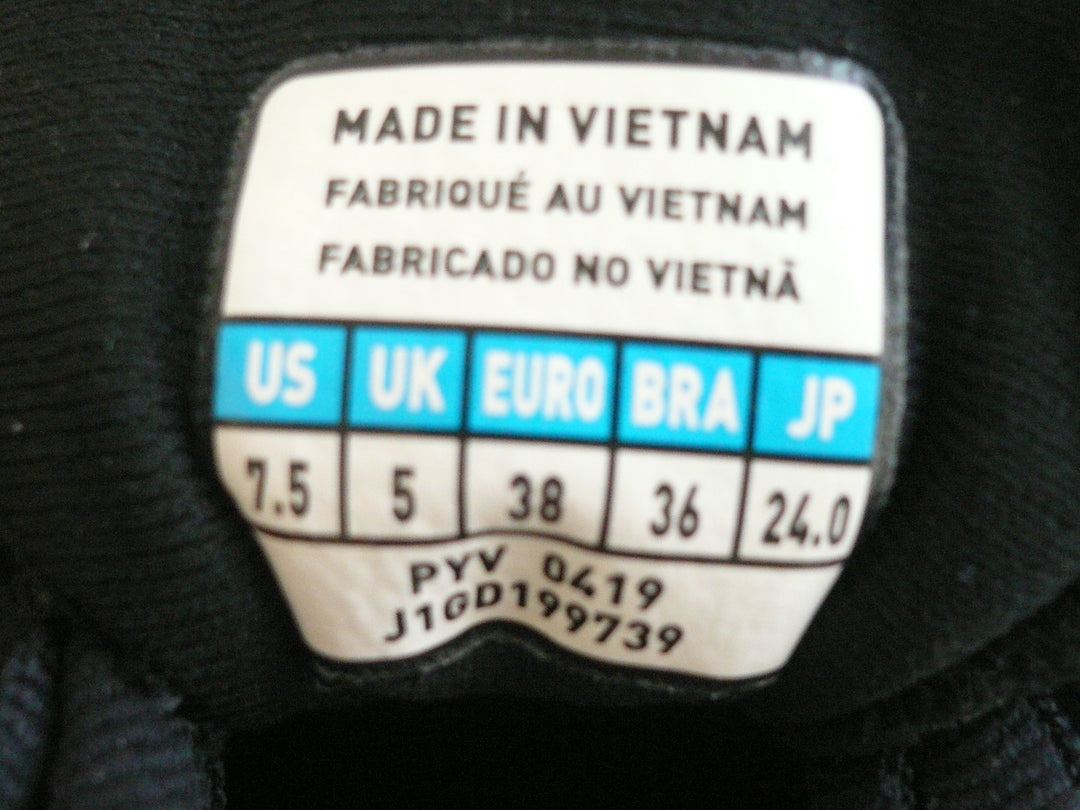 MADE IN VIETNAM
FABRIQUÉ AU VIETNAM
FABRICADO NO VIETNÃ
US UK EURO BRA JP
7.5 5 38 36 24.0
PYV 0419
J1GD199739